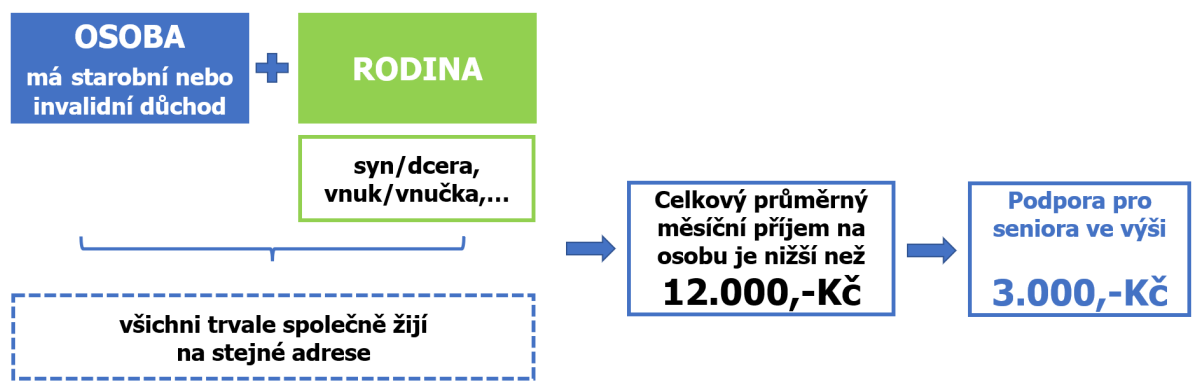 OSOBA
má starobní nebo
invalidní důchod
RODINA
syn/dcera,
vnuk/vnučka,...
všichni trvale společně žijí
na stejné adrese
Celkový průměrný
měsíční příjem na
osobu je nižší než
12.000,-Kč
Podpora pro
seniora ve výši
3.000,-Kč